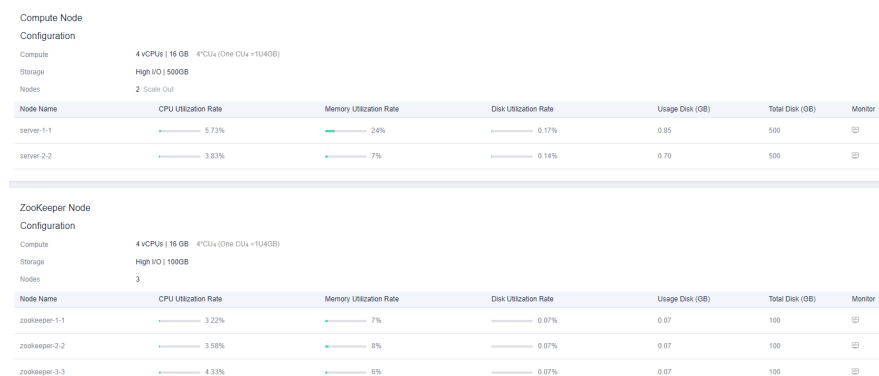 Compute Node
Configuration
Compute 4 vCPUs | 16 GB 4*CU₄ (One CU₄ =1U4GB)
Storage High I/O | 500GB
Nodes 2 Scale Out
Node Name CPU Utilization Rate Memory Utilization Rate Disk Utilization Rate Usage Disk (GB) Total Disk (GB) Monitor
server-1-1 5.73% 24% 0.17% 0.85 500
server-2-2 3.83% 7% 0.14% 0.70 500
ZooKeeper Node
Configuration
Compute 4 vCPUs | 16 GB 4*CU₄ (One CU₄ =1U4GB)
Storage High I/O | 100GB
Nodes 3
Node Name CPU Utilization Rate Memory Utilization Rate Disk Utilization Rate Usage Disk (GB) Total Disk (GB) Monitor
zookeeper-1-1 3.22% 7% 0.07% 0.07 100
zookeeper-2-2 3.58% 8% 0.07% 0.07 100
zookeeper-3-3 4.33% 6% 0.07% 0.07 100